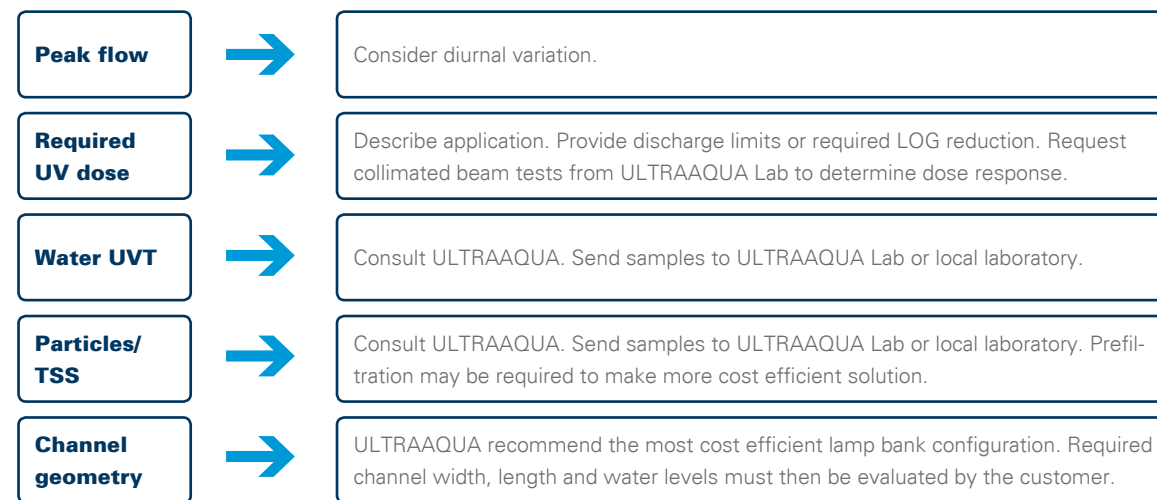 Peak flow
Consider diurnal variation.
Required
UV dose
Describe application. Provide discharge limits or required LOG reduction. Request
collimated beam tests from ULTRAAQUA Lab to determine dose response.
Water UVT
Consult ULTRAAQUA. Send samples to ULTRAAQUA Lab or local laboratory.
Particles/
TSS
Consult ULTRAAQUA. Send samples to ULTRAAQUA Lab or local laboratory. Prefil-
tration may be required to make more cost efficient solution.
Channel
geometry
ULTRAAQUA recommend the most cost efficient lamp bank configuration. Required
channel width, length and water levels must then be evaluated by the customer.